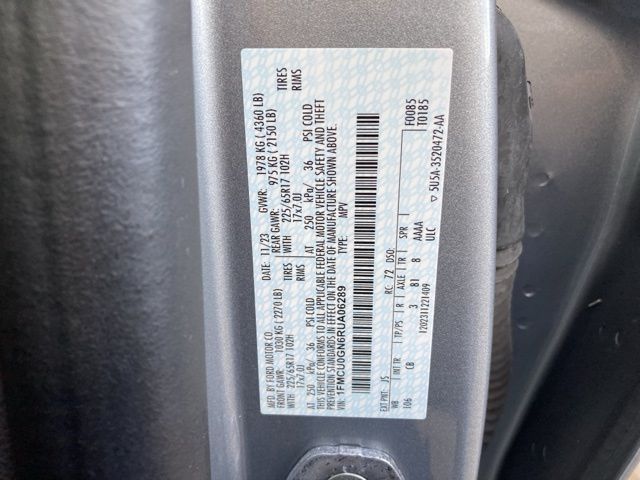 MFD. BY FORD MOTOR CO. DATE: 11/23 GVWR: 1978 KG ( 4360 LB)
FRONT GAWR: 1030 KG ( 2270 LB) REAR GAWR: 975 KG ( 2150 LB)
225/65R17 102H TIRES WITH 225/65R17 102H TIRES
17x7.0J RIMS 17x7.0J RIMS
AT 250 kPa/ 36 PSI COLD AT 250 kPa/ 36 PSI COLD
THIS VEHICLE CONFORMS TO ALL APPLICABLE FEDERAL MOTOR VEHICLE SAFETY AND THEFT
PREVENTION STANDARDS IN EFFECT ON THE DATE OF MANUFACTURE SHOWN ABOVE.
VIN: 1FMCU0GN6RUA06289 TYPE: MPV
F0085
T0185
EXT PNT: JS RC: 72 DSO:
WB INT TR TP/PS R AXLE TR SPR
106 CB 3 81 8 AAAA
ULC
1202311221409
▽ 5U5A-3520472-AA